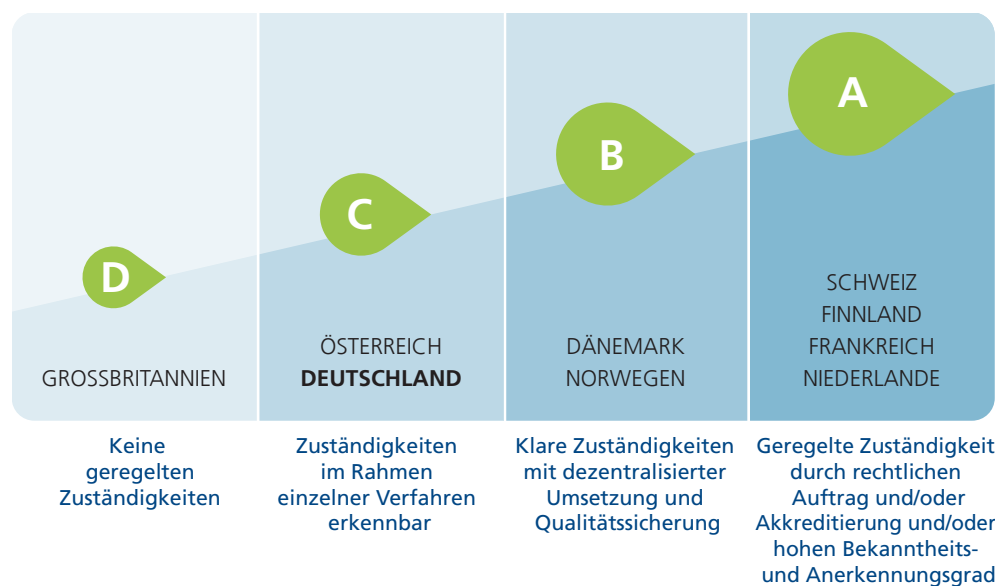 D
GROSSBRITANNIEN
Keine
geregelten
Zuständigkeiten
C
ÖSTERREICH
DEUTSCHLAND
Zuständigkeiten
im Rahmen
einzelner Verfahren
erkennbar
B
DÄNEMARK
NORWEGEN
Klare Zuständigkeiten
mit dezentralisierter
Umsetzung und
Qualitätssicherung
A
SCHWEIZ
FINNLAND
FRANKREICH
NIEDERLANDE
Geregelte Zuständigkeit
durch rechtlichen
Auftrag und/oder
Akkreditierung und/oder
hohen Bekanntheits-
und Anerkennungsgrad